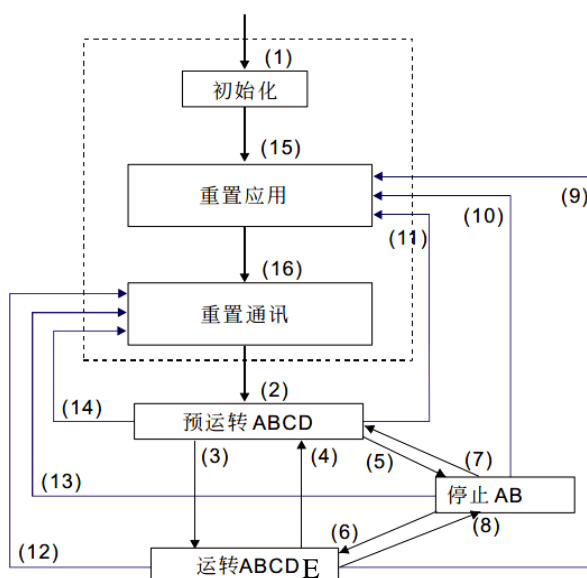 (1)
初始化
(15)
重置应用
(9)
(10)
(11)
(16)
重置通讯
(2)
(14)
预运转ABCD
(3)
(4)
(5)
(7)
(13)
停止AB
(6)
(8)
(12)
运转ABCDE